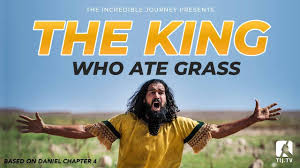 THE INCREDIBLE JOURNEY PRESENTS
THE KING
WHO ATE GRASS
BASED ON DANIEL CHAPTER 4
TIJ.TV